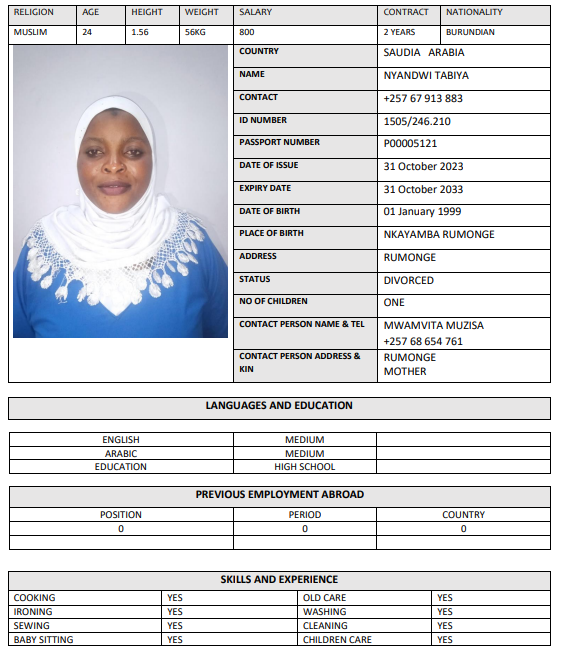 RELIGION AGE HEIGHT WEIGHT SALARY CONTRACT NATIONALITY
MUSLIM 24 1.56 56KG 800 2 YEARS BURUNDIAN
COUNTRY SAUDIA ARABIA
NAME NYANDWI TABIYA
CONTACT +257 67 913 883
ID NUMBER 1505/246.210
PASSPORT NUMBER P00005121
DATE OF ISSUE 31 October 2023
EXPIRY DATE 31 October 2033
DATE OF BIRTH 01 January 1999
PLACE OF BIRTH NKAYAMBA RUMONGE
ADDRESS RUMONGE
STATUS DIVORCED
NO OF CHILDREN ONE
CONTACT PERSON NAME & TEL MWAMVITA MUZISA
+257 68 654 761
CONTACT PERSON ADDRESS & RUMONGE
KIN MOTHER
LANGUAGES AND EDUCATION
ENGLISH MEDIUM
ARABIC MEDIUM
EDUCATION HIGH SCHOOL
PREVIOUS EMPLOYMENT ABROAD
POSITION PERIOD COUNTRY
0 0 0
SKILLS AND EXPERIENCE
COOKING YES OLD CARE YES
IRONING YES WASHING YES
SEWING YES CLEANING YES
BABY SITTING YES CHILDREN CARE YES